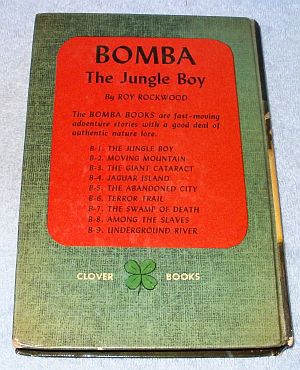 BOMBA
The Jungle Boy
By ROY ROCKWOOD
The BOMBA BOOKS are fast-moving
adventure stories with a good deal of
authentic nature lore.
B-1. THE JUNGLE BOY
B-2. MOVING MOUNTAIN
B-3. THE GIANT CATARACT
B-4. JAGUAR ISLAND
B-5. THE ABANDONED CITY
B-6. TERROR TRAIL
B-7. THE SWAMP OF DEATH
B-8. AMONG THE SLAVES
B-9. UNDERGROUND RIVER
CLOVER BOOKS